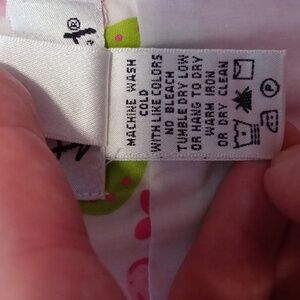 MACHINE WASH
COLD
WITH LIKE COLORS
NO BLEACH
TUMBLE DRY LOW
OR HANG TO DRY
WARM IRON
OR DRY CLEAN
P
®